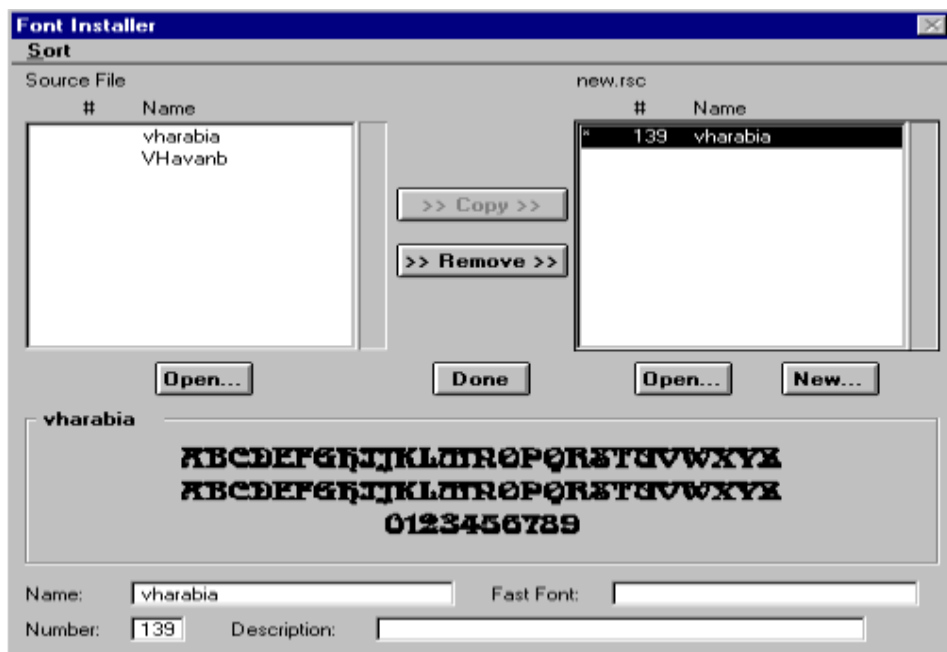 Font Installer
Sort
Source File new.rsc
# Name # Name
vharabia * 139 vharabia
VHavanb
>> Copy >>
>> Remove >>
Open... Done Open... New...
vharabia
ABCDEFGHIJKLMNOPQRSTUVWXYZ
ABCDEFGHIJKLMNOPQRSTUVWXYZ
0123456789
Name: vharabia Fast Font:
Number: 139 Description: